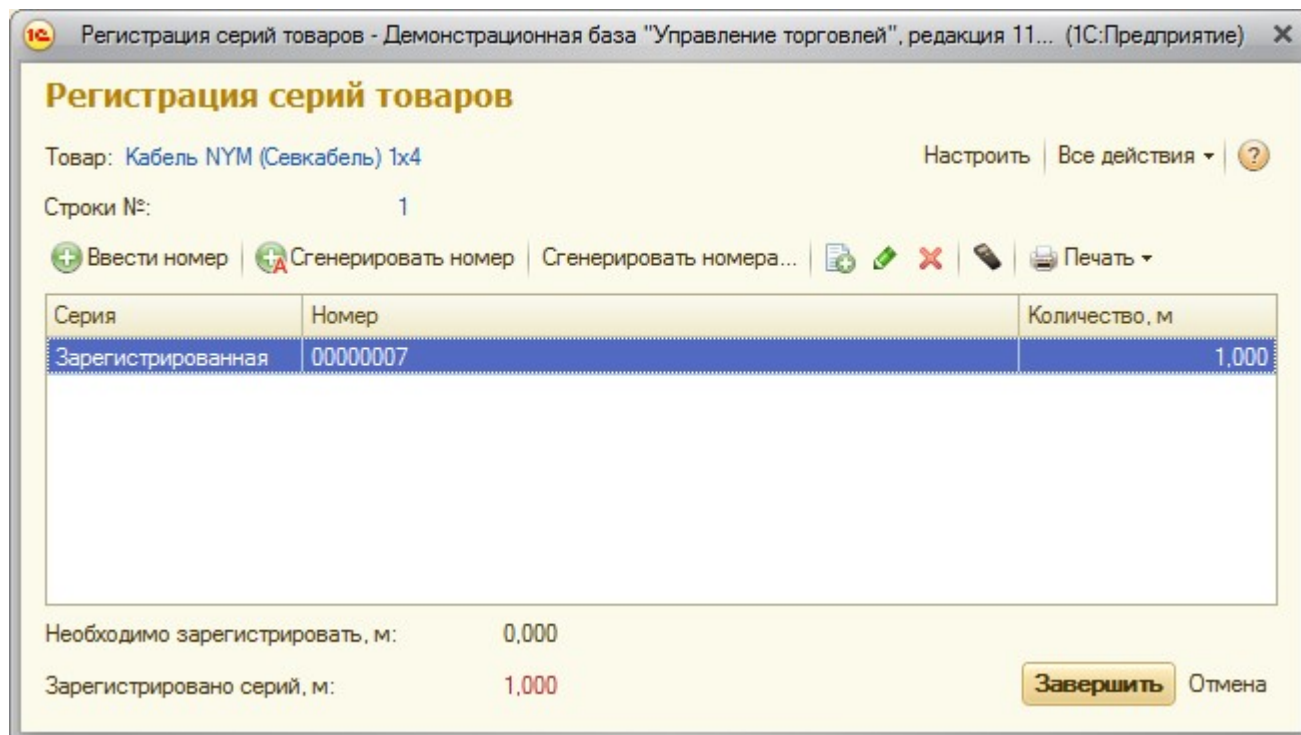 1С Регистрация серий товаров - Демонстрационная база "Управление торговлей", редакция 11... (1С:Предприятие)
Регистрация серий товаров
Товар: Кабель NYM (Севкабель) 1x4 Настроить Все действия ?
Строки №: 1
Ввести номер А Сгенерировать номер Сгенерировать номера... Печать
Серия Номер Количество, м
Зарегистрированная 00000007 1,000
Необходимо зарегистрировать, м: 0,000
Зарегистрировано серий, м: 1,000 Завершить Отмена